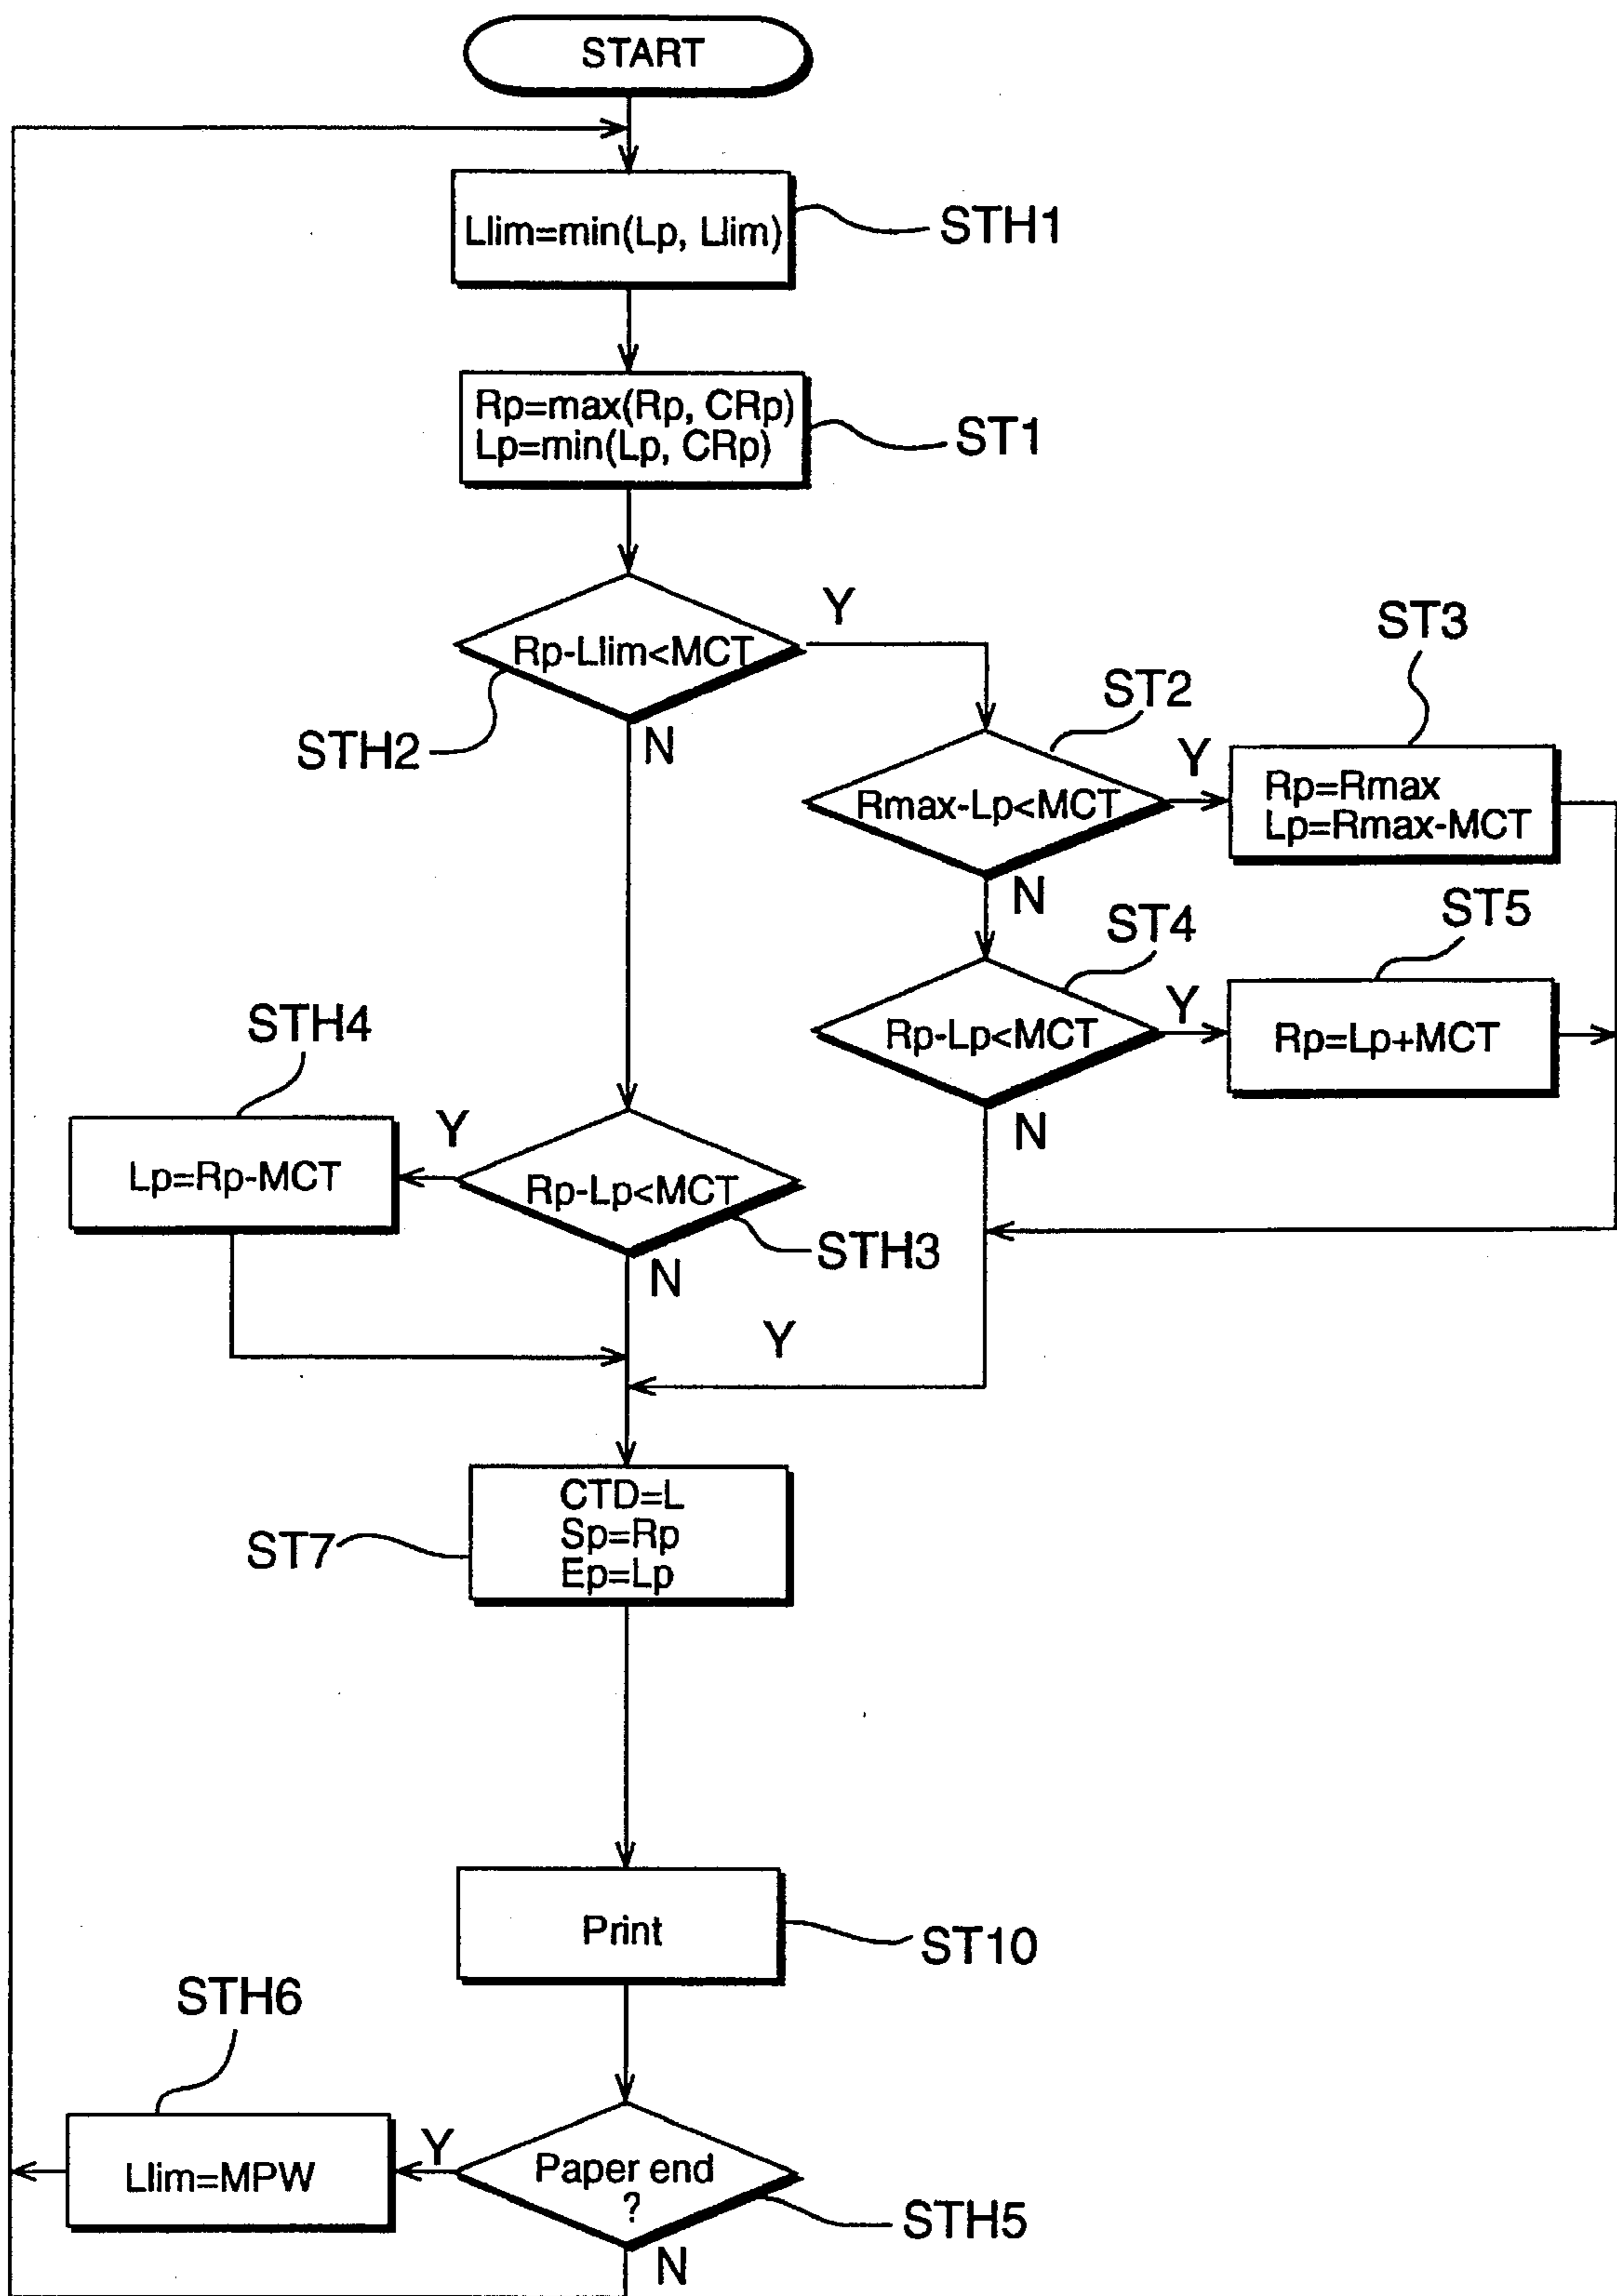 START
Llim=min(Lp, Llim)
STH1
Rp=max(Rp, CRp)
Lp=min(Lp, CRp)
ST1
Rp-Llim<MCT
Y
N
STH2
ST2
Rmax-Lp<MCT
Y
N
ST3
Rp=Rmax
Lp=Rmax-MCT
ST4
Rp-Lp<MCT
Y
N
ST5
Rp=Lp+MCT
STH4
Lp=Rp-MCT
Y
Rp-Lp<MCT
STH3
N
Y
CTD=L
Sp=Rp
Ep=Lp
ST7
Print
ST10
STH6
Llim=MPW
Y
Paper end
?
STH5
N